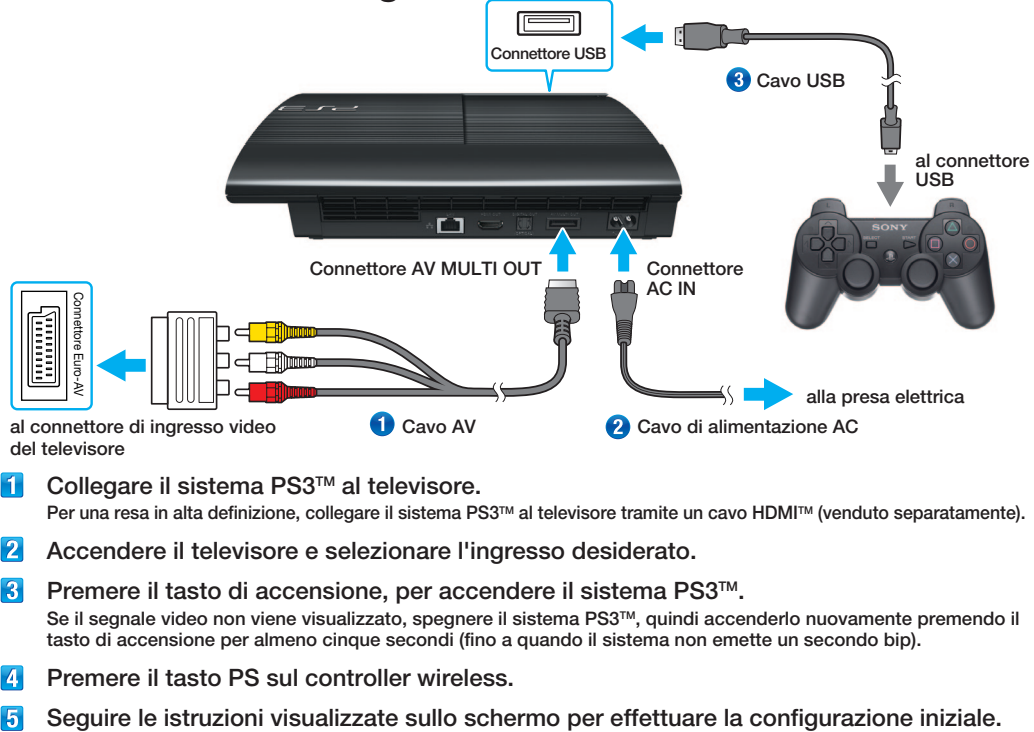 Connettore USB
3 Cavo USB
al connettore
USB
SONY
SELECT
START
Connettore AV MULTI OUT
Connettore
AC IN
Connettore Euro-AV
alla presa elettrica
al connettore di ingresso video
del televisore
1 Cavo AV
2 Cavo di alimentazione AC
1 Collegare il sistema PS3™ al televisore.
Per una resa in alta definizione, collegare il sistema PS3™ al televisore tramite un cavo HDMI™ (venduto separatamente).
2 Accendere il televisore e selezionare l'ingresso desiderato.
3 Premere il tasto di accensione, per accendere il sistema PS3™.
Se il segnale video non viene visualizzato, spegnere il sistema PS3™, quindi accenderlo nuovamente premendo il
tasto di accensione per almeno cinque secondi (fino a quando il sistema non emette un secondo bip).
4 Premere il tasto PS sul controller wireless.
5 Seguire le istruzioni visualizzate sullo schermo per effettuare la configurazione iniziale.